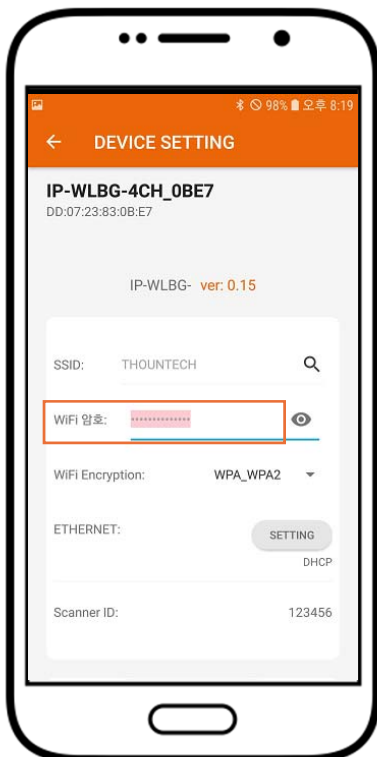 98% 오후 8:19
DEVICE SETTING
IP-WLBG-4CH_0BE7
DD:07:23:83:0B:E7
IP-WLBG- ver: 0.15
SSID: THOUNTECH
WiFi 암호: ••••••••••••••
WiFi Encryption: WPA_WPA2
ETHERNET: SETTING
DHCP
Scanner ID: 123456